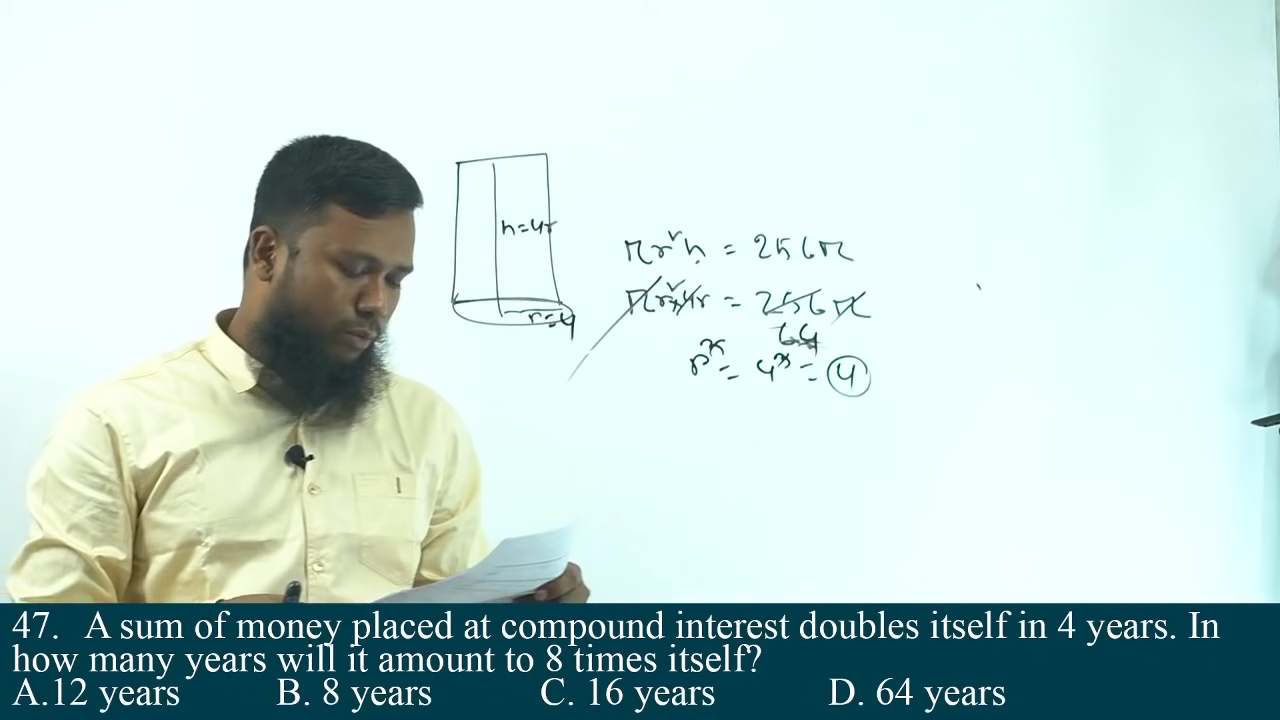 h=4r
r=4
πr²h = 256π
πr²×4r = 256π
64
r³ = 4³ = 4
47. A sum of money placed at compound interest doubles itself in 4 years. In
how many years will it amount to 8 times itself?
A.12 years B. 8 years C. 16 years D. 64 years